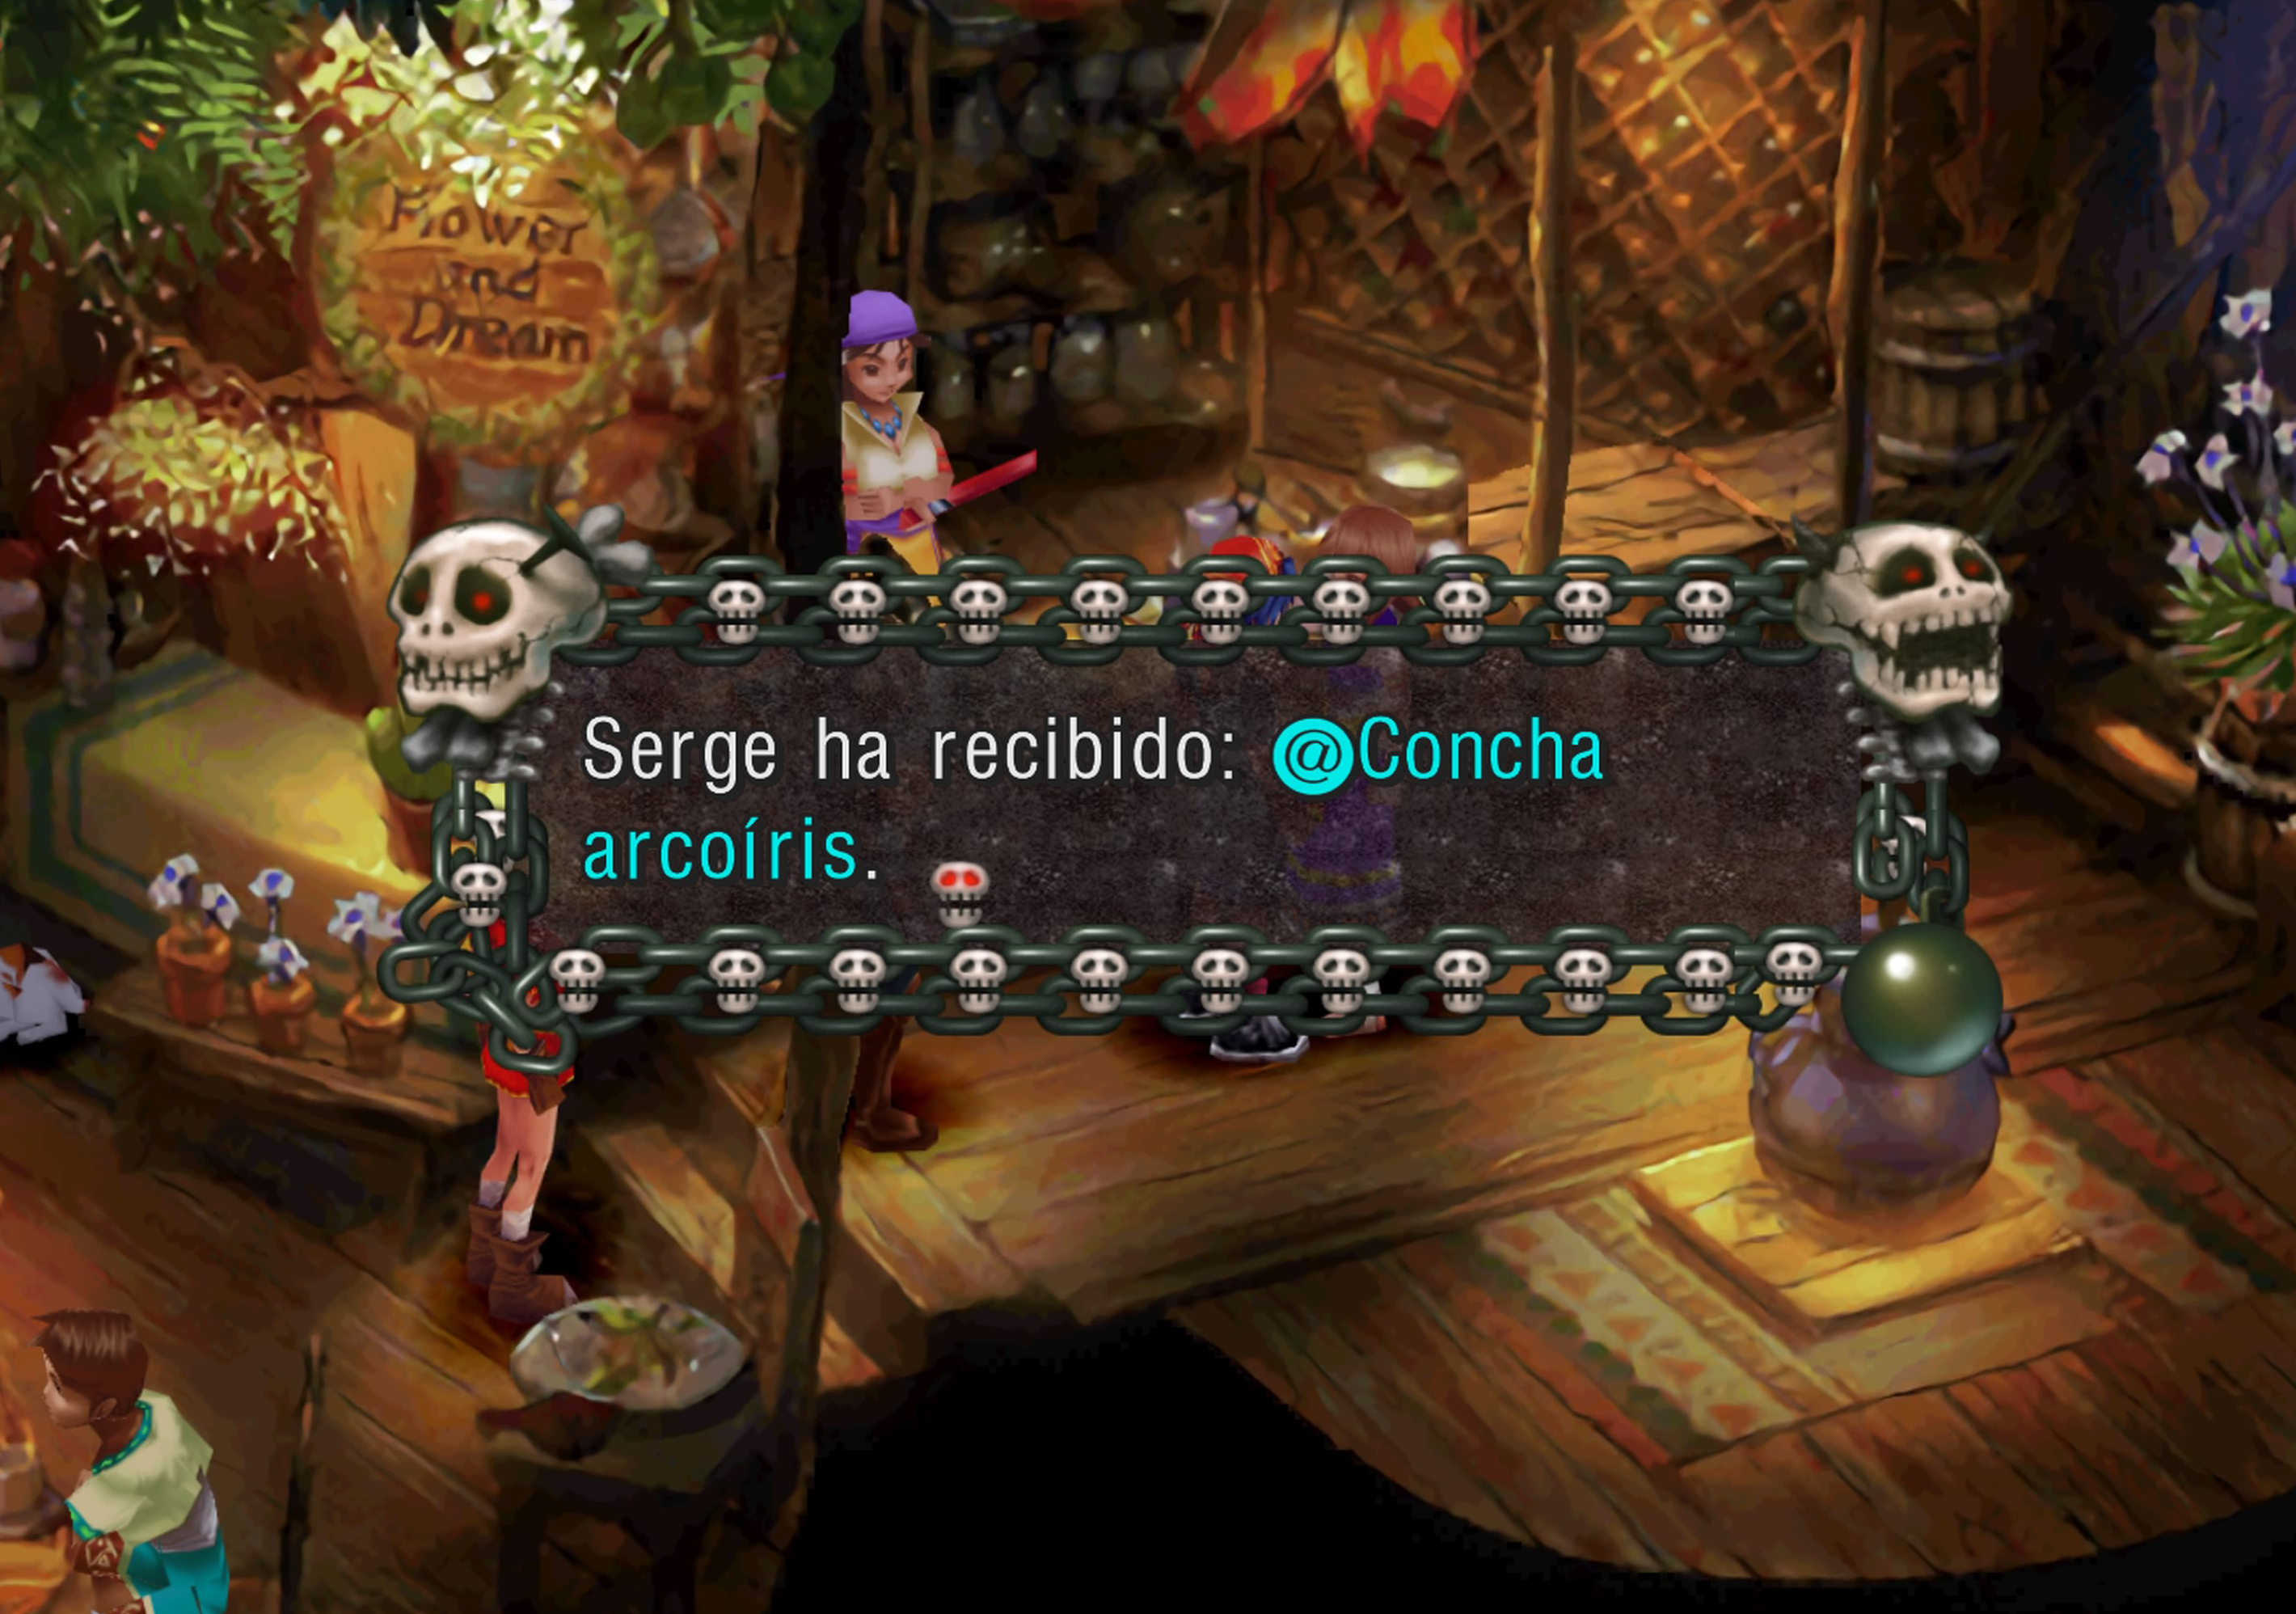 Flower
and
Dream
Serge ha recibido: @Concha
arcoíris.